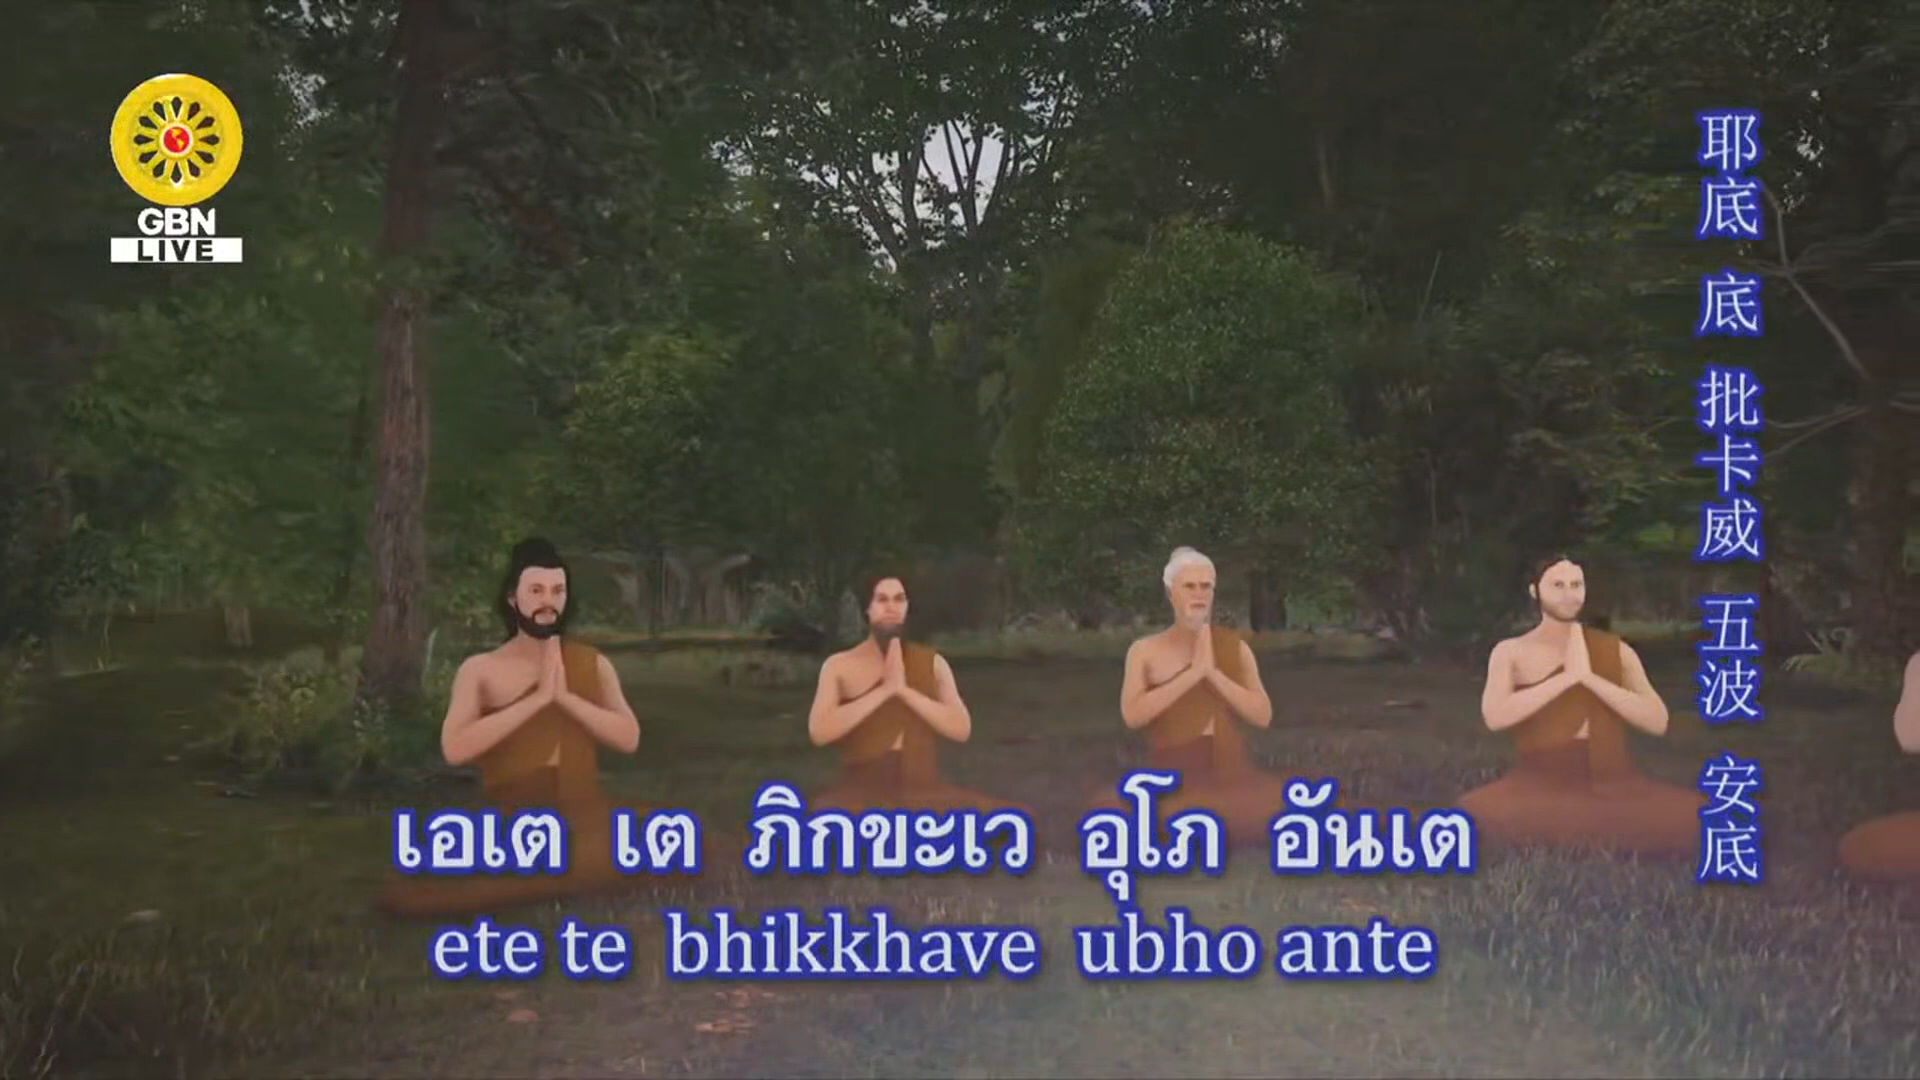 GBN
LIVE
耶底 底 批卡威 五波 安底
เอเต เต ภิกขะเว อุโภ อันเต
ete te bhikkhave ubho ante